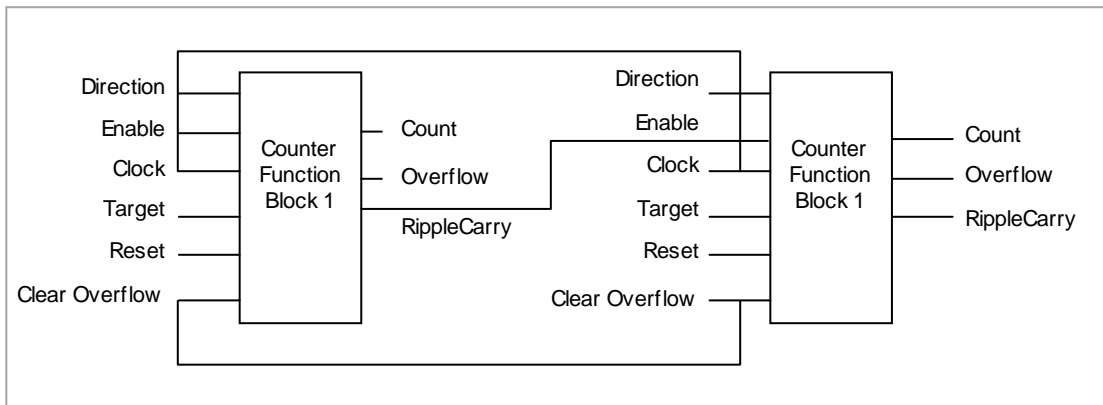 Direction
Enable
Clock
Target
Reset
Clear Overflow
Counter
Function
Block 1
Count
Overflow
RippleCarry
Direction
Enable
Clock
Target
Reset
Clear Overflow
Counter
Function
Block 1
Count
Overflow
RippleCarry